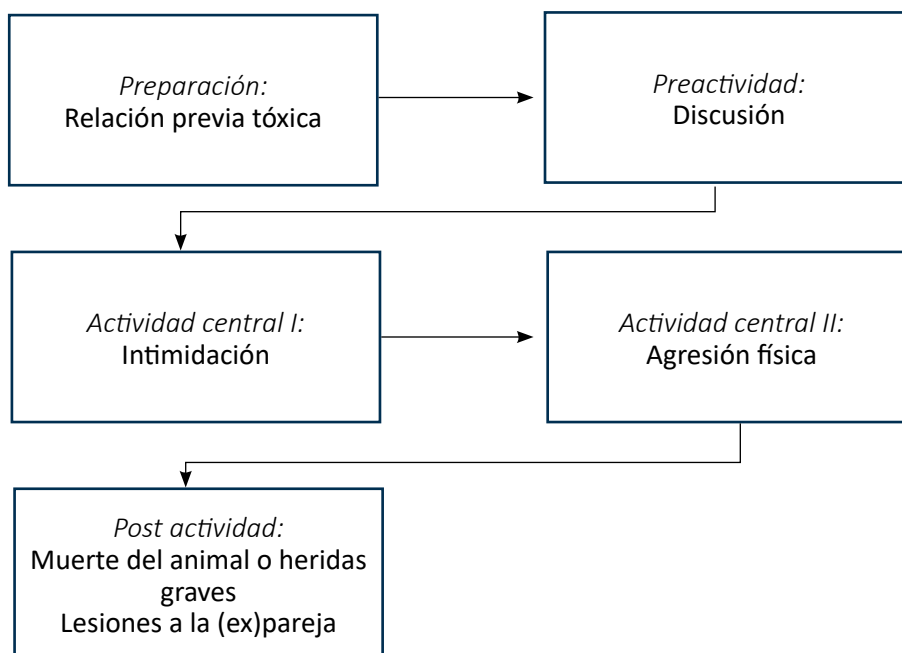 Preparación:
Relación previa tóxica
Preactividad:
Discusión
Actividad central I:
Intimidación
Actividad central II:
Agresión física
Post actividad:
Muerte del animal o heridas
graves
Lesiones a la (ex)pareja